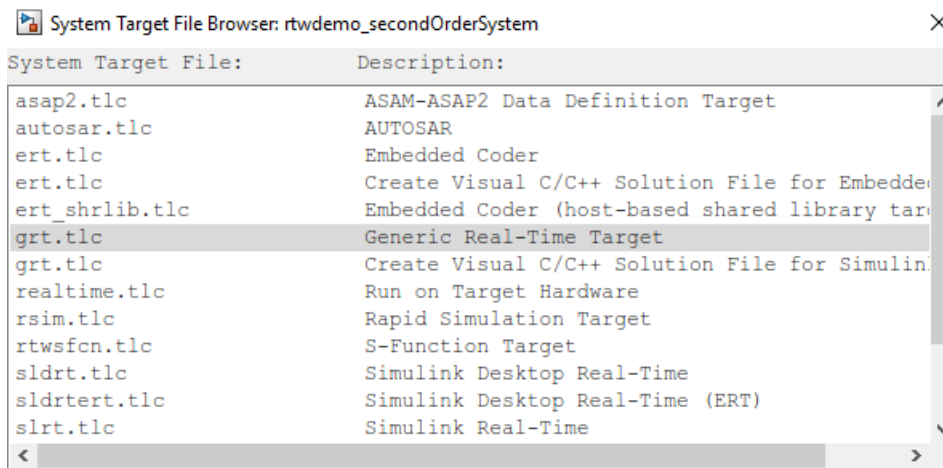 System Target File Browser: rtwdemo_secondOrderSystem
System Target File: Description:
asap2.tlc ASAM-ASAP2 Data Definition Target
autosar.tlc AUTOSAR
ert.tlc Embedded Coder
ert.tlc Create Visual C/C++ Solution File for Embedde
ert_shrlib.tlc Embedded Coder (host-based shared library tar
grt.tlc Generic Real-Time Target
grt.tlc Create Visual C/C++ Solution File for Simulin
realtime.tlc Run on Target Hardware
rsim.tlc Rapid Simulation Target
rtwsfcn.tlc S-Function Target
sldrt.tlc Simulink Desktop Real-Time
sldrtert.tlc Simulink Desktop Real-Time (ERT)
slrt.tlc Simulink Real-Time